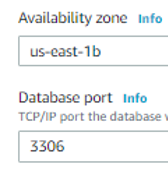 Availability zone Info
us-east-1b
Database port Info
TCP/IP port the database
3306